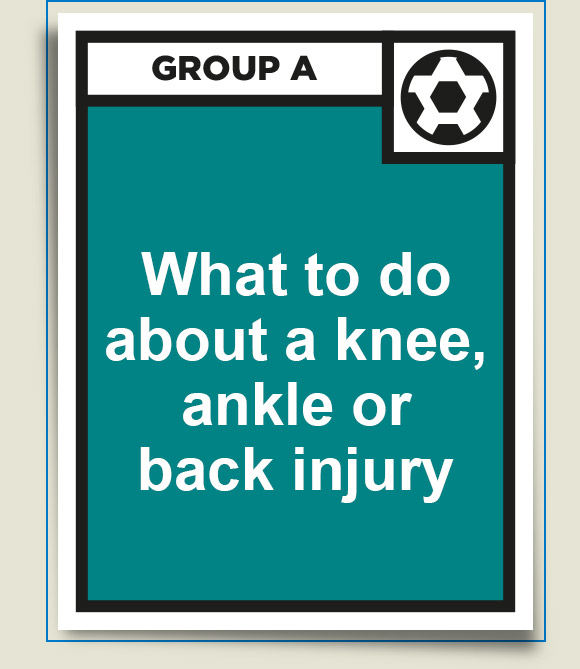 GROUP A
What to do
about a knee,
ankle or
back injury